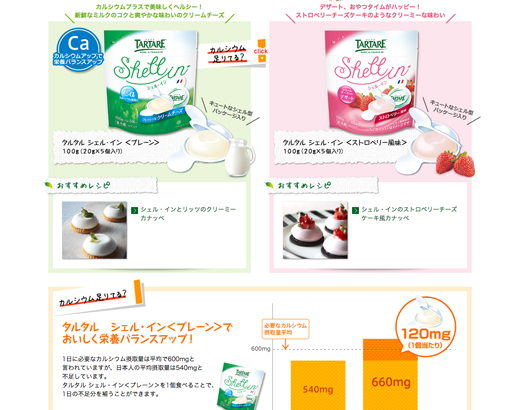 カルシウムプラスで美味しくヘルシー！
新鮮なミルクのコクと爽やかな味わいのクリームチーズ
Ca
カルシウムアップで
栄養バランスアップ
カルシウム
足りてる？
click
TARTARE
Shell in
シェル・イン
キュートなシェル型
パッケージ入り
タルタル シェル・イン ＜プレーン＞
100g（20g×5個入り）
おすすめレシピ
シェル・インとリッツのクリーミー
カナッペ
デザート、おやつタイムがハッピー！
ストロベリーチーズケーキのようなクリーミーな味わい
TARTARE
Shell in
シェル・イン
ストロベリー風味
キュートなシェル型
パッケージ入り
タルタル シェル・イン ＜ストロベリー風味＞
100g（20g×5個入り）
おすすめレシピ
シェル・インのストロベリーチーズ
ケーキ風カナッペ
カルシウム足りてる？
タルタル　シェル・イン＜プレーン＞で
おいしく栄養バランスアップ！
1日に必要なカルシウム摂取量は平均で600mgと
言われていますが、日本人の平均摂取量は540mgと
不足しています。
タルタル シェル・イン＜プレーン＞を1個食べることで、
1日の不足分を補うことができます。
必要なカルシウム
摂取量平均
600mg
540mg
660mg
120mg
（1個当たり）